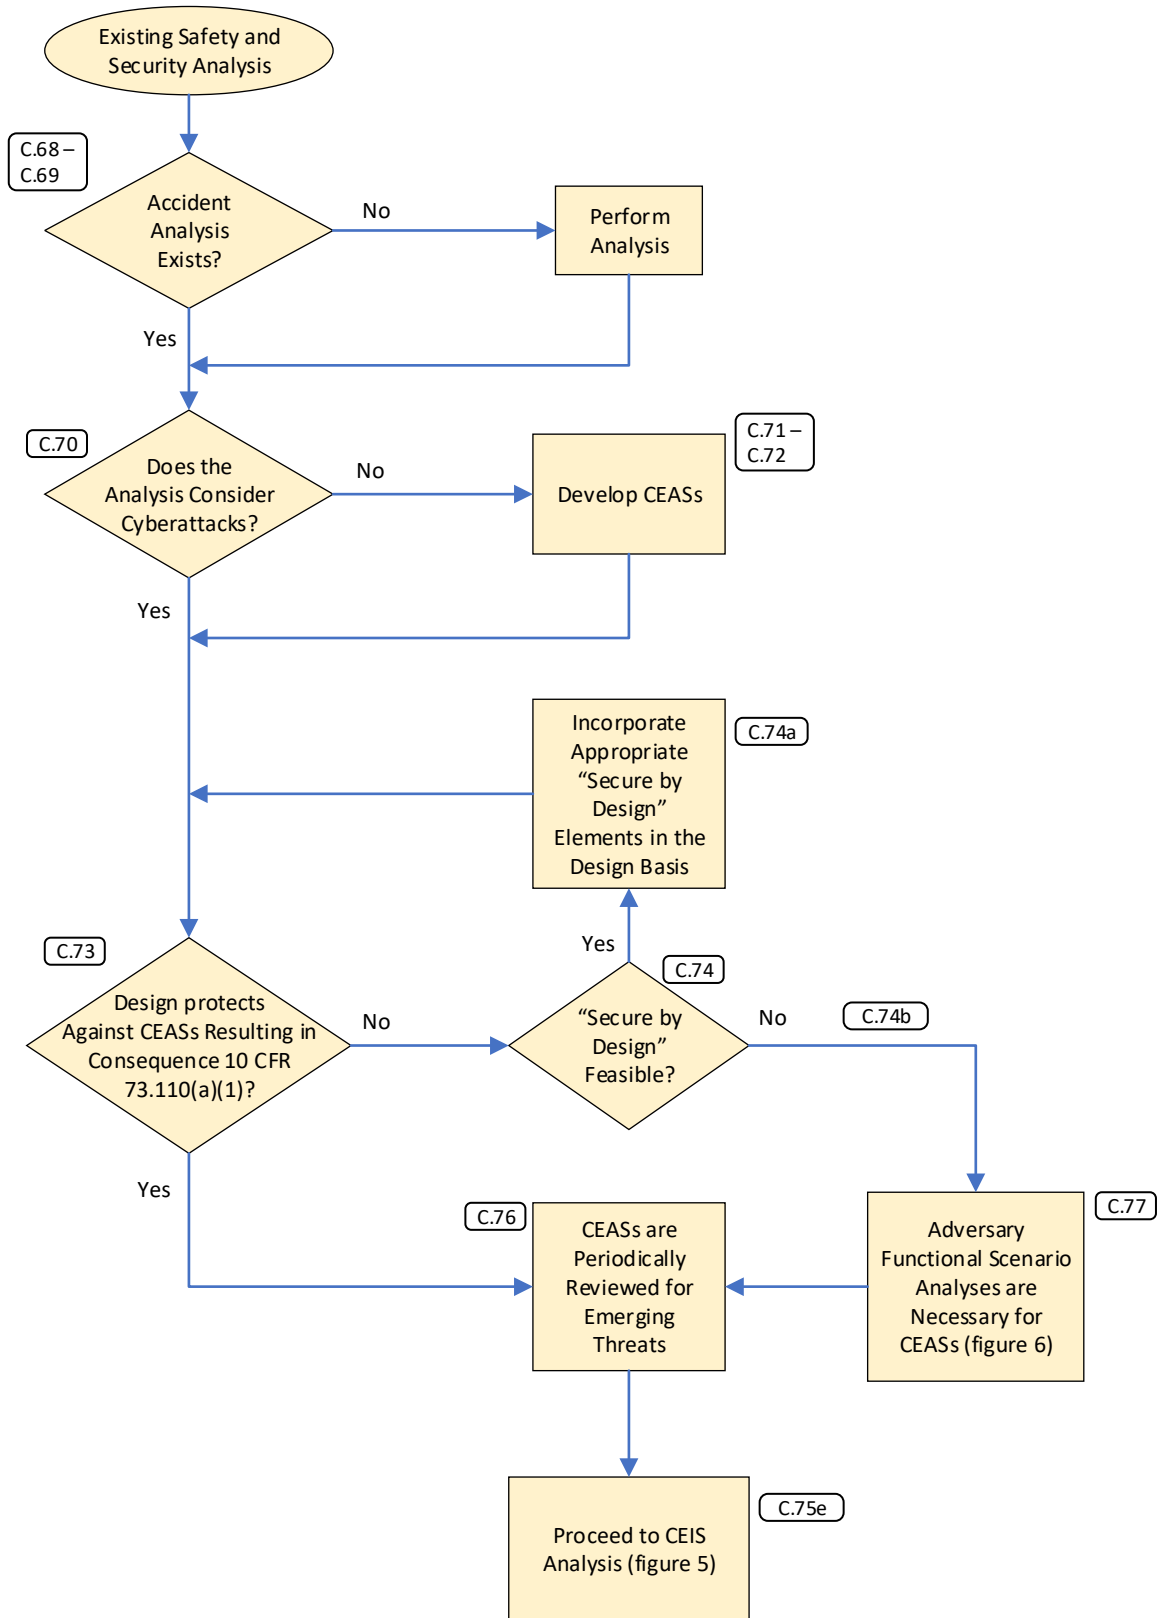 Existing Safety and
Security Analysis
C.68 –
C.69
Accident
Analysis
Exists?
No
Perform
Analysis
Yes
C.70
Does the
Analysis Consider
Cyberattacks?
No
Develop CEASs
C.71 –
C.72
Yes
Incorporate
Appropriate
“Secure by
Design”
Elements in the
Design Basis
C.74a
C.73
Design protects
Against CEASs Resulting in
Consequence 10 CFR
73.110(a)(1)?
No
Yes
C.74
“Secure by
Design”
Feasible?
No
C.74b
Yes
C.76
CEASs are
Periodically
Reviewed for
Emerging
Threats
C.77
Adversary
Functional Scenario
Analyses are
Necessary for
CEASs (figure 6)
C.75e
Proceed to CEIS
Analysis (figure 5)